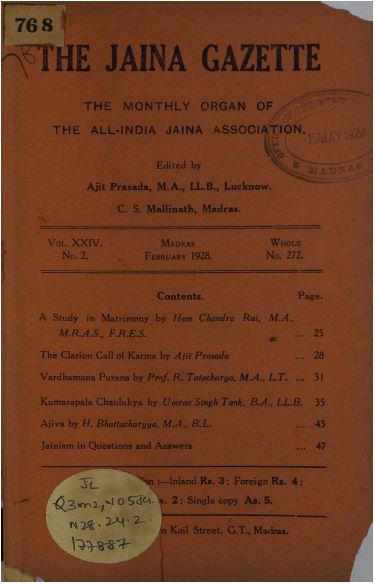 768
THE JAINA GAZETTE
THE MONTHLY ORGAN OF
THE ALL-INDIA JAINA ASSOCIATION.
15 MAY 1928
MADRAS
Edited by
Ajit Prasada, M.A., LL.B., Lucknow.
C. S. Mallinath, Madras.
VOL. XXIV. MADRAS WHOLE
No. 2. FEBRUARY 1928. No. 272.
Contents. Page.
A Study in Matrimony by Hem Chandra Rai, M.A.,
M.R.A.S., F.R.E.S. ... 25
The Clarion Call of Karma by Ajit Prasada ... 28
Vardhamana Purana by Prof. R. Tatacharya, M.A., L.T. ... 31
Kumarapala Chaulukya by Umrao Singh Tank, B.A., LL.B. 35
Ajiva by H. Bhattacharyya, M.A., B.L. ... 43
Jainism in Questions and Answers ... 47
:—Inland Rs. 3; Foreign Rs. 4;
2; Single copy As. 5.
Koil Street, G.T., Madras.
JL
N28.24.2
177887